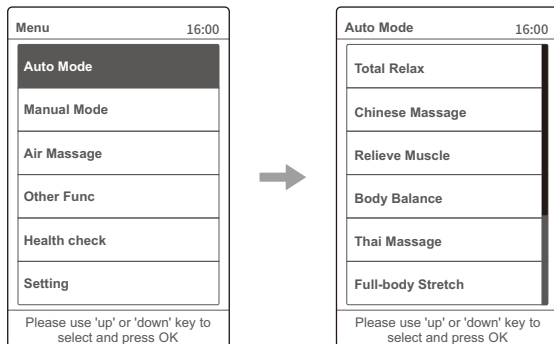 Menu 16:00
Auto Mode
Manual Mode
Air Massage
Other Func
Health check
Setting
Please use 'up' or 'down' key to
select and press OK
Auto Mode 16:00
Total Relax
Chinese Massage
Relieve Muscle
Body Balance
Thai Massage
Full-body Stretch
Please use 'up' or 'down' key to
select and press OK